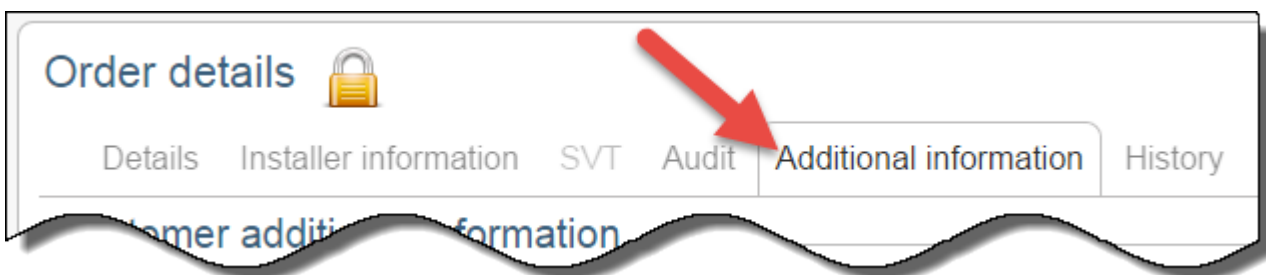 Order details
Details Installer information SVT Audit Additional information History